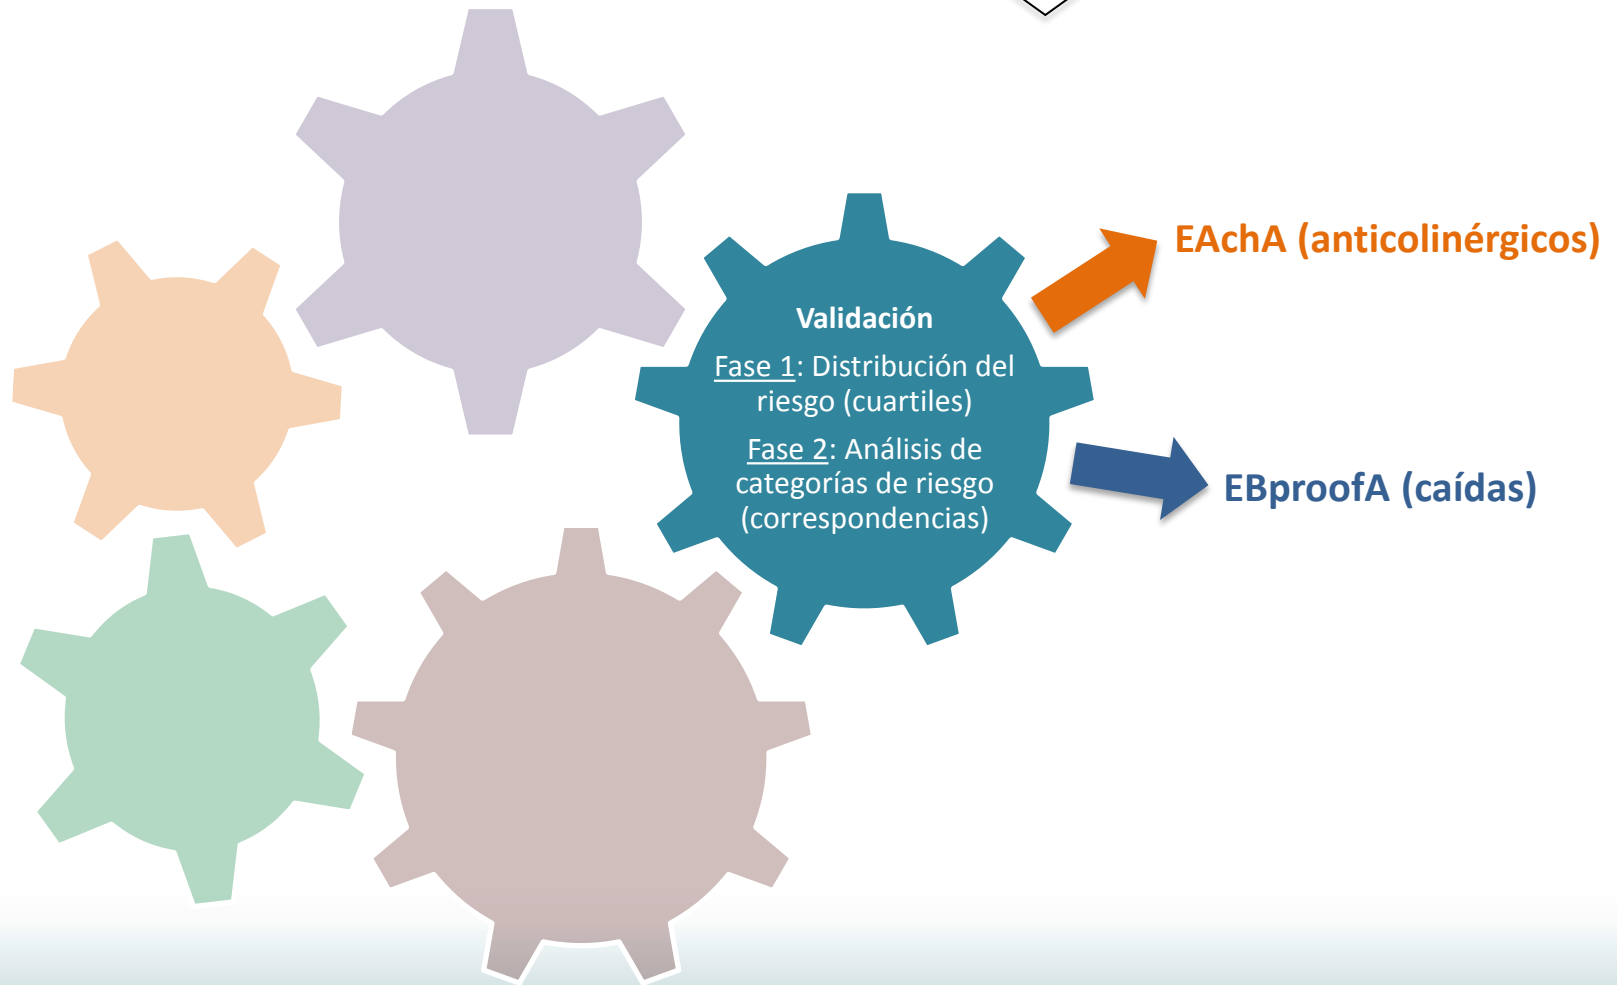 EAchA (anticolinérgicos)
Validación
Fase 1: Distribución del
riesgo (cuartiles)
Fase 2: Análisis de
categorías de riesgo
(correspondencias)
EBproofA (caídas)